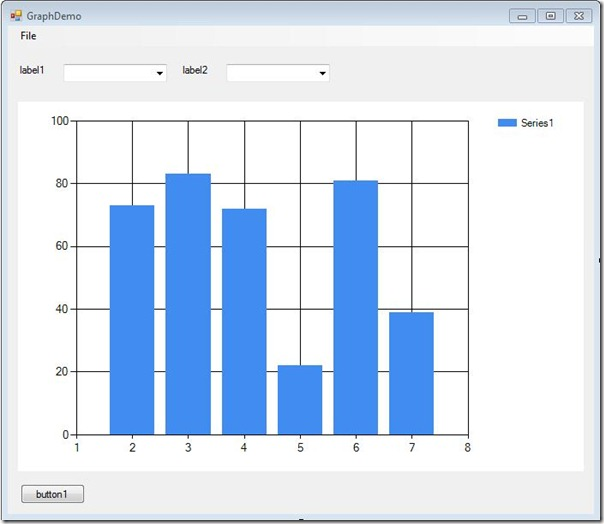 GraphDemo
File
label1
label2
100
80
60
40
20
0
1 2 3 4 5 6 7 8
Series1
button1